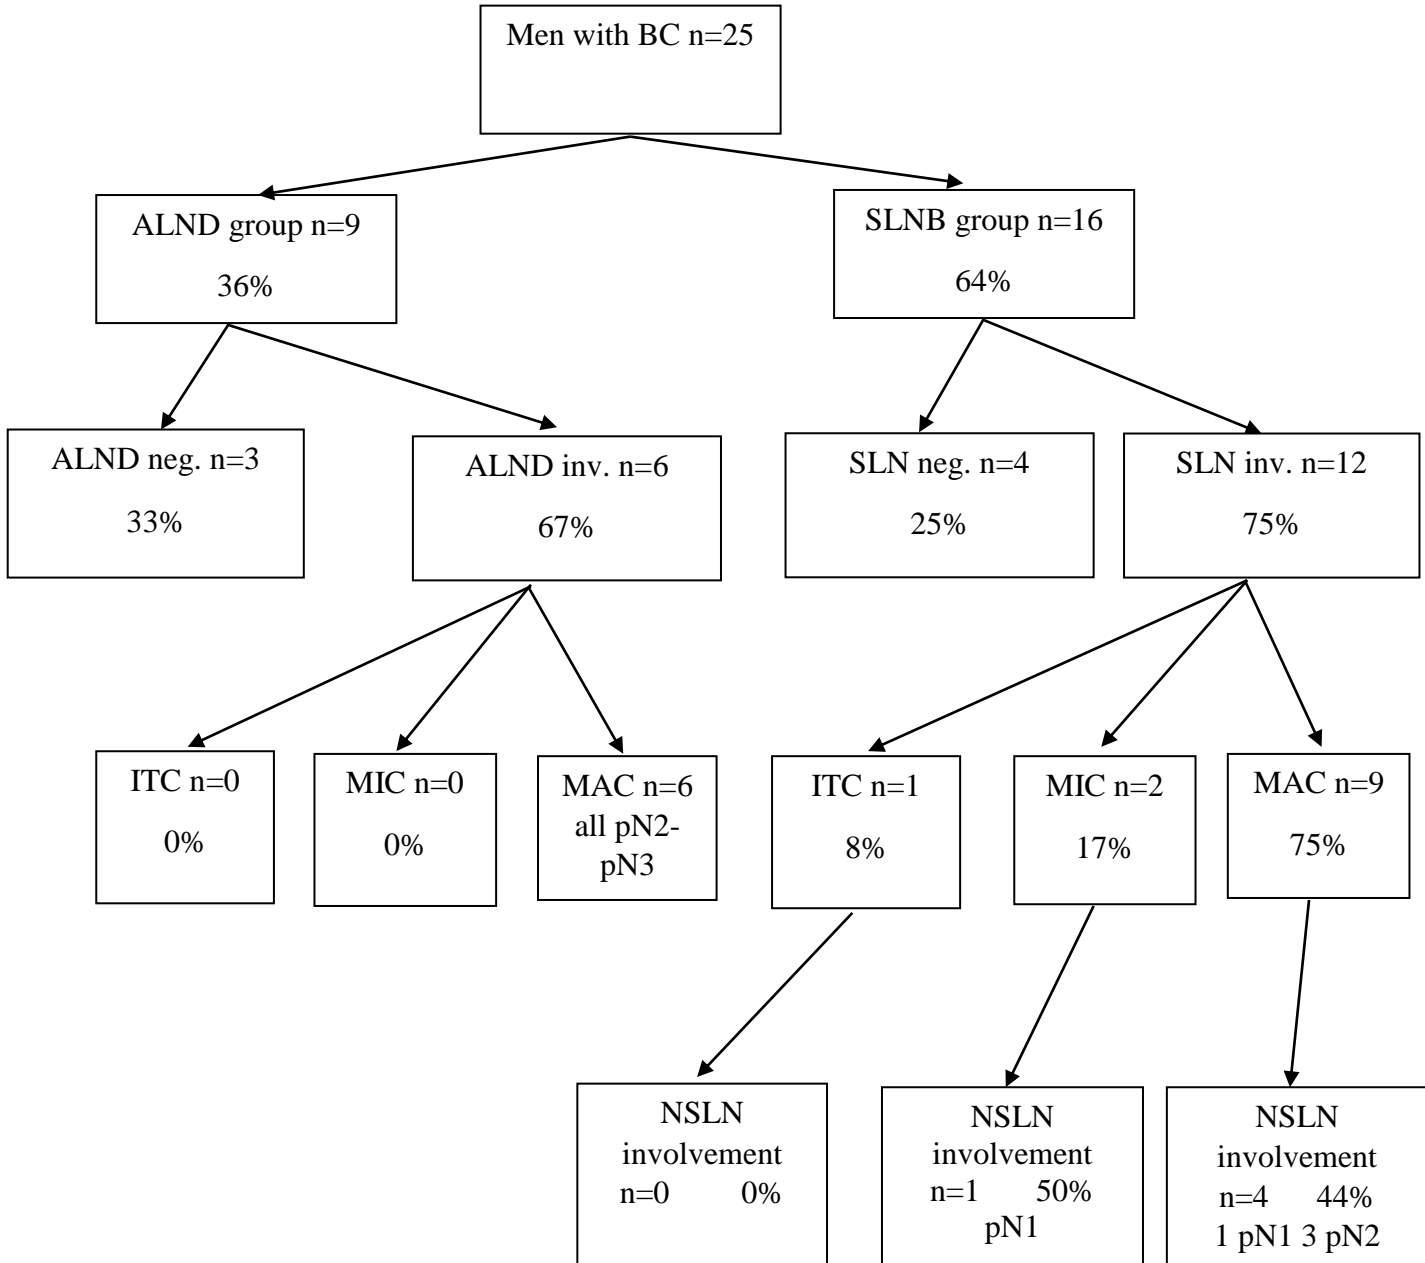 Men with BC n=25
ALND group n=9
36%
SLNB group n=16
64%
ALND neg. n=3
33%
ALND inv. n=6
67%
SLN neg. n=4
25%
SLN inv. n=12
75%
ITC n=0
0%
MIC n=0
0%
MAC n=6
all pN2-
pN3
ITC n=1
8%
MIC n=2
17%
MAC n=9
75%
NSLN
involvement
n=0 0%
NSLN
involvement
n=1 50%
pN1
NSLN
involvement
n=4 44%
1 pN1 3 pN2